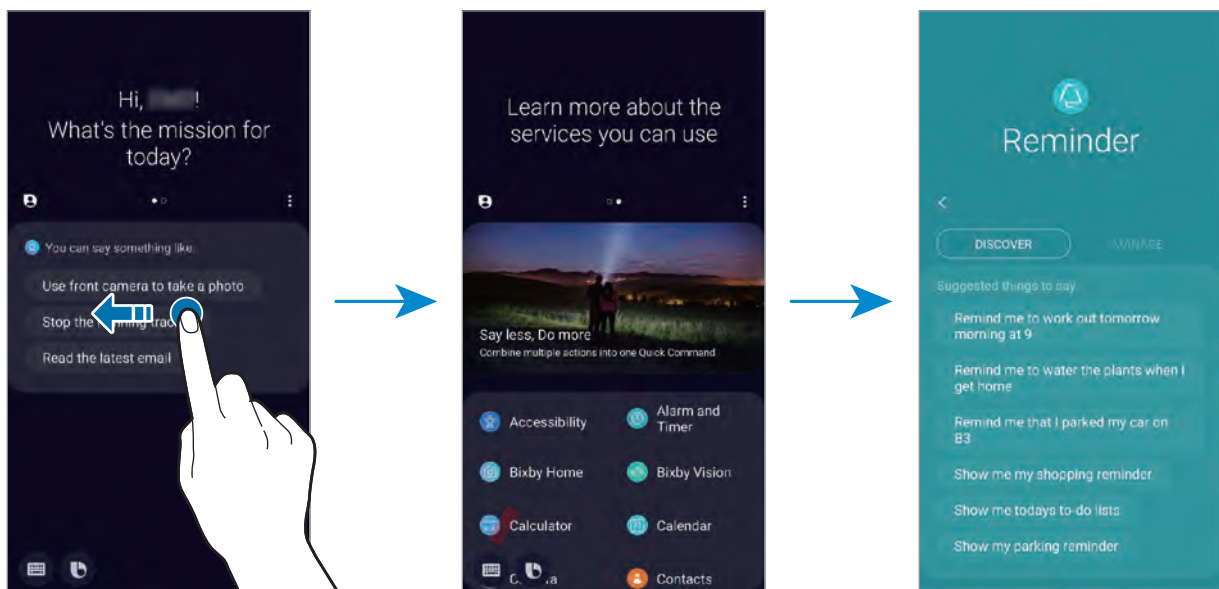 Hi, !
What's the mission for
today?
You can say something like.
Use front camera to take a photo
Stop the
Read the latest email
Learn more about the
services you can use
Say less, Do more
Combine multiple actions into one Quick Command
Accessibility
Alarm and
Timer
Bixby Home
Bixby Vision
Calculator
Calendar
Contacts
Reminder
DISCOVER
MANAGE
Suggested things to say
Remind me to work out tomorrow
morning at 9
Remind me to water the plants when I
get home
Remind me that I parked my car on
B3
Show me my shopping reminder
Show me todays to-do lists
Show my parking reminder